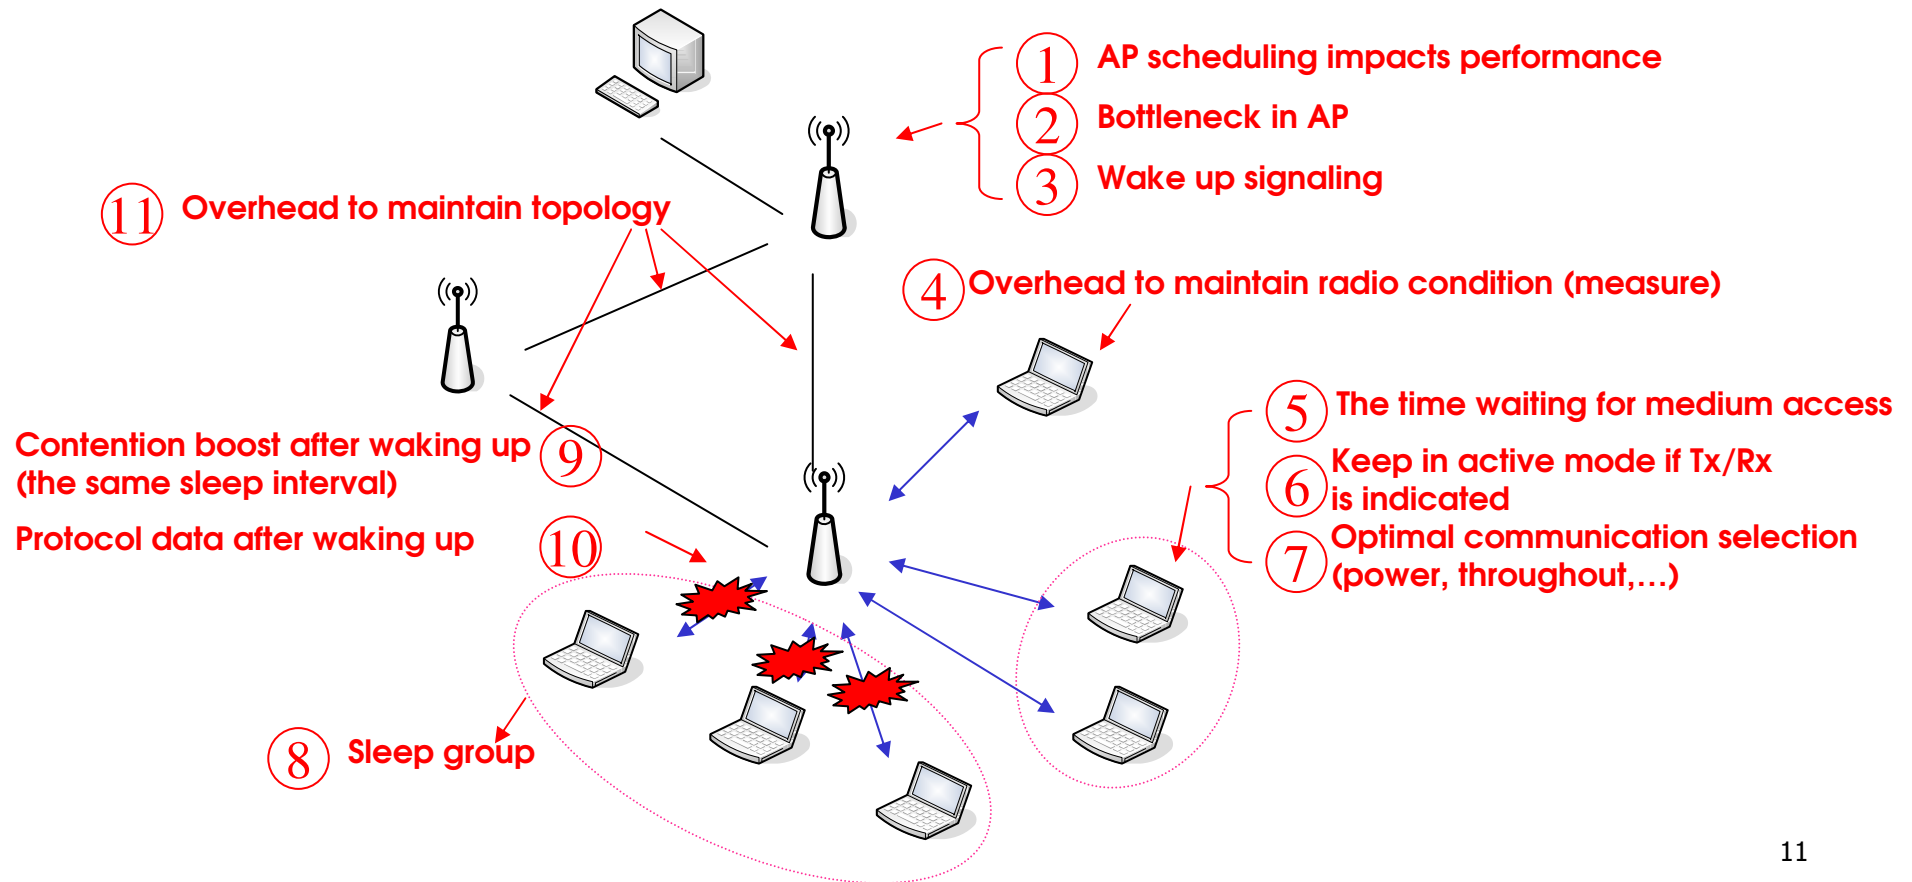 1 AP scheduling impacts performance
2 Bottleneck in AP
3 Wake up signaling
11 Overhead to maintain topology
4 Overhead to maintain radio condition (measure)
5 The time waiting for medium access
6 Keep in active mode if Tx/Rx
is indicated
7 Optimal communication selection
(power, throughout,...)
Contention boost after waking up 9
(the same sleep interval)
Protocol data after waking up 10
8 Sleep group
11